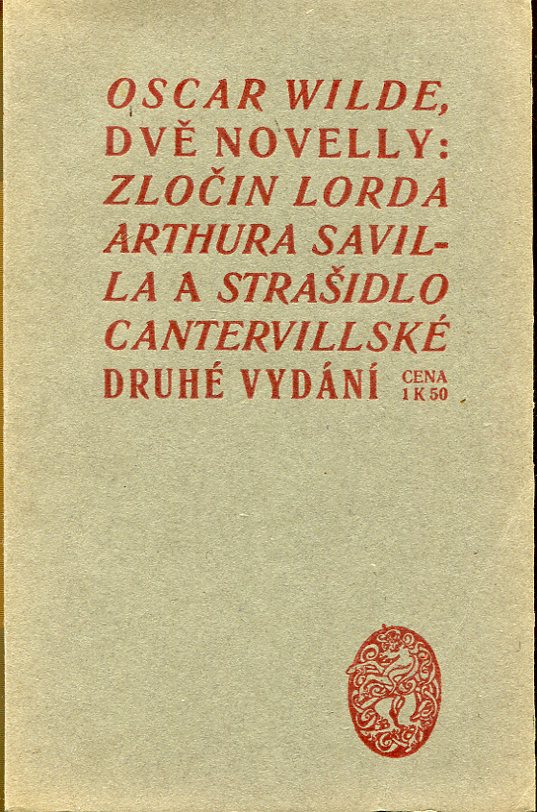 OSCAR WILDE,
DVĚ NOVELLY:
ZLOČIN LORDA
ARTHURA SAVIL-
LA A STRAŠIDLO
CANTERVILLSKÉ
DRUHÉ VYDÁNÍ CENA
1 K 50